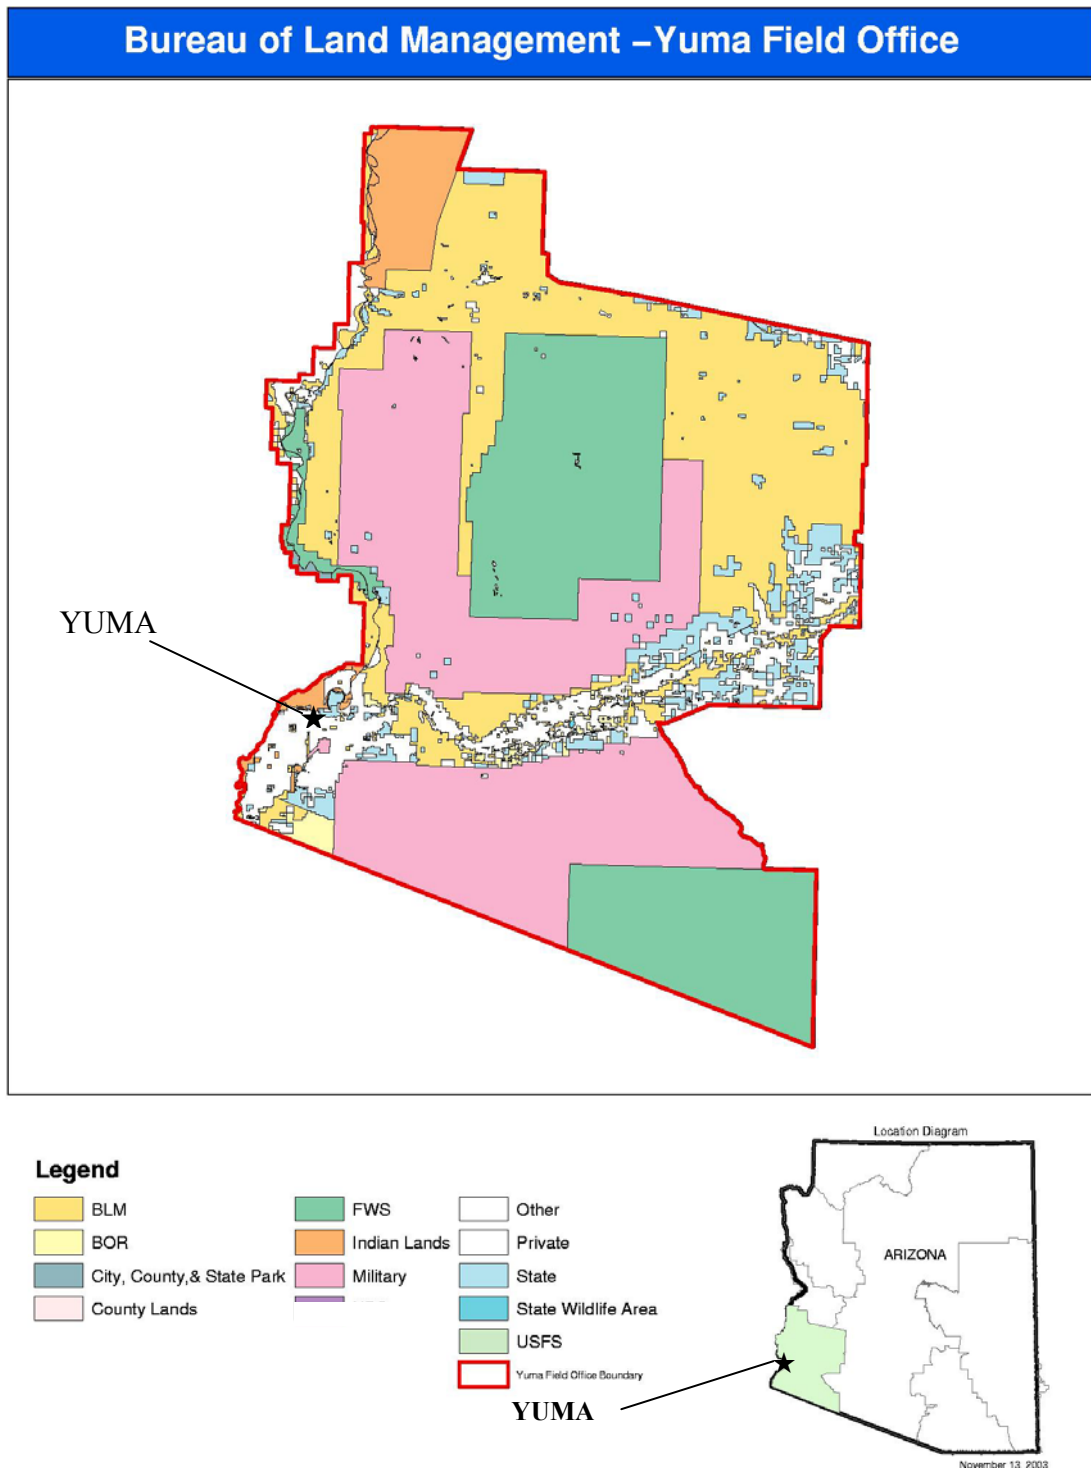 Bureau of Land Management –Yuma Field Office
YUMA
Location Diagram
Legend
BLM
BOR
City, County,& State Park
County Lands
FWS
Indian Lands
Military
Other
Private
State
State Wildlife Area
USFS
Yuma Field Office Boundary
ARIZONA
YUMA
November 13, 2003